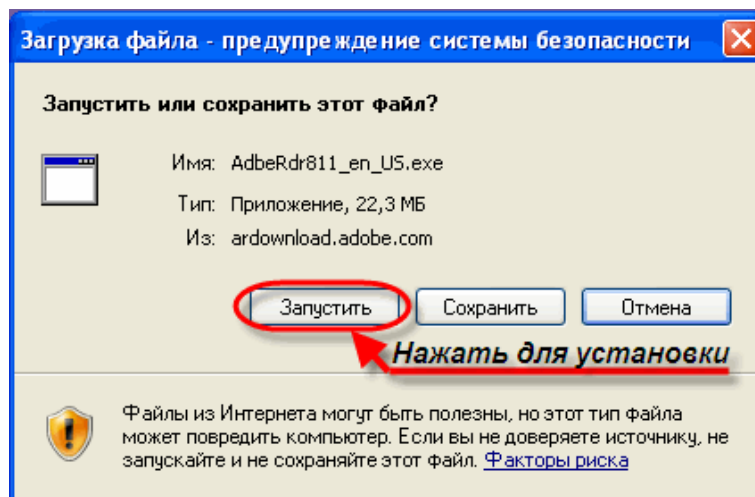 Загрузка файла - предупреждение системы безопасности
Запустить или сохранить этот файл?
Имя: AdbeRdr811_en_US.exe
Тип: Приложение, 22,3 МБ
Из: ardownload.adobe.com
Запустить Сохранить Отмена
Нажать для установки
Файлы из Интернета могут быть полезны, но этот тип файла
может повредить компьютер. Если вы не доверяете источнику, не
запускайте и не сохраняйте этот файл. Факторы риска